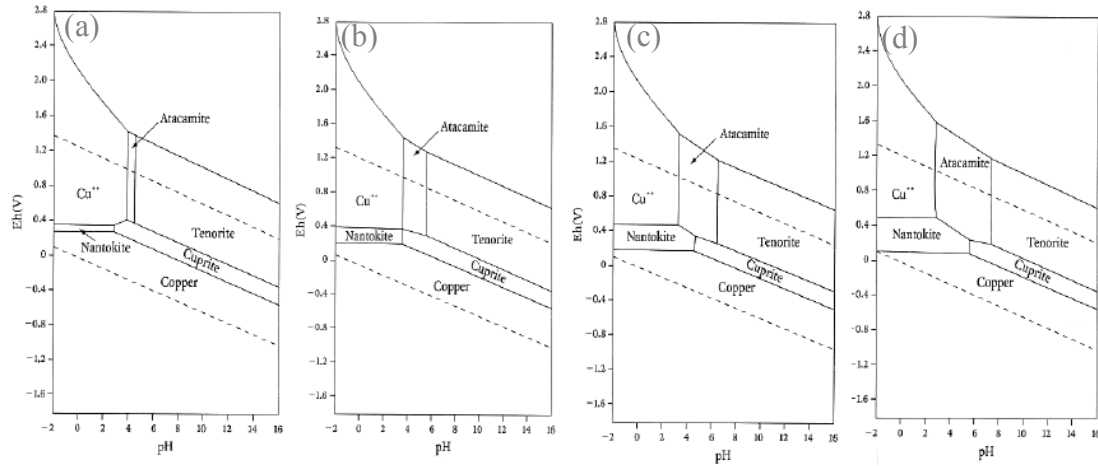 (a)
2.8
2.4
2.0
1.6
1.2
0.8
0.4
0
−0.4
−0.8
−1.2
−1.6
Eh(V)
Atacamite
Cu++
Nantokite
Tenorite
Cuprite
Copper
−2 0 2 4 6 8 10 12 14 16
pH
(b)
2.8
2.4
2.0
1.6
1.2
0.8
0.4
0
−0.4
−0.8
−1.2
−1.6
Eh(V)
Atacamite
Cu++
Nantokite
Tenorite
Cuprite
Copper
−2 0 2 4 6 8 10 12 14 16
pH
(c)
2.8
2.4
2.0
1.6
1.2
0.8
0.4
0
−0.4
−0.8
−1.2
−1.6
Eh(V)
Atacamite
Cu++
Nantokite
Tenorite
Cuprite
Copper
−2 0 2 4 6 8 10 12 14 16
pH
(d)
2.8
2.4
2.0
1.6
1.2
0.8
0.4
0
−0.4
−0.8
−1.2
−1.6
Eh(V)
Atacamite
Cu++
Nantokite
Tenorite
Cuprite
Copper
−2 0 2 4 6 8 10 12 14 16
pH